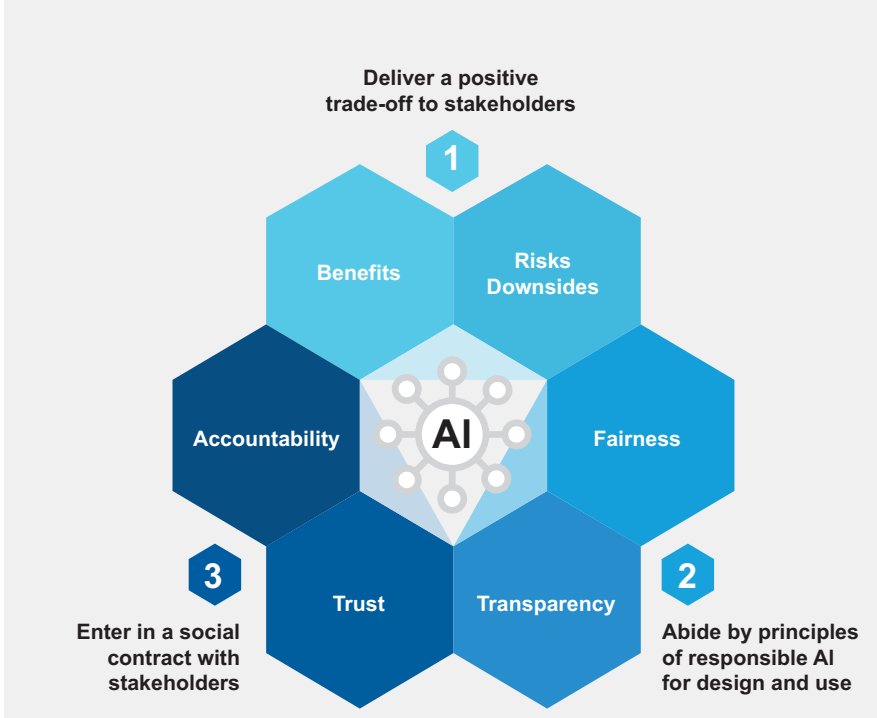 Deliver a positive
trade-off to stakeholders
1
Benefits
Risks
Downsides
Accountability
AI
Fairness
3
Trust
Transparency
2
Enter in a social
contract with
stakeholders
Abide by principles
of responsible AI
for design and use